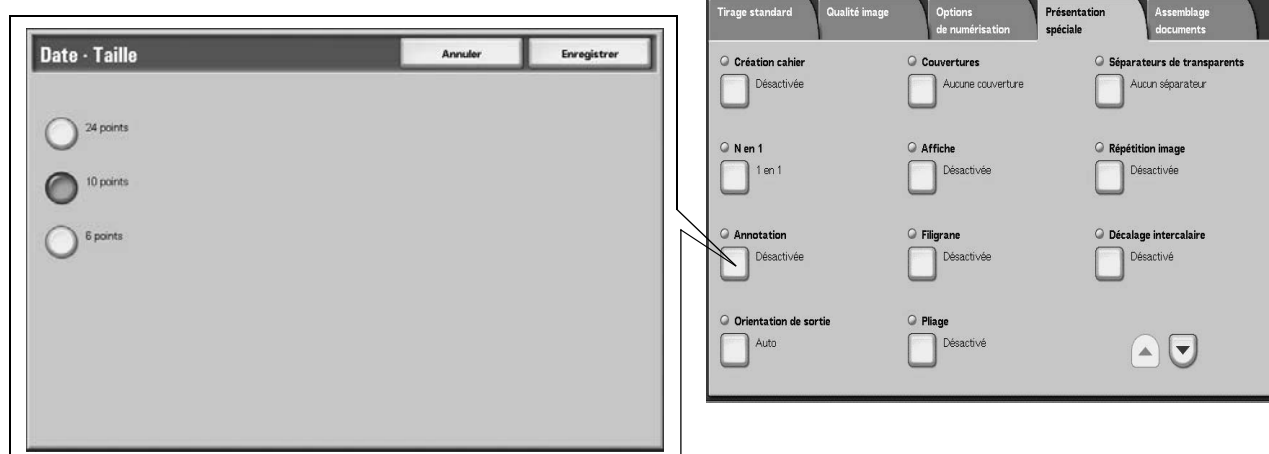 Date - Taille
Annuler
Enregistrer
24 points
10 points
6 points
Tirage standard
Qualité image
Options
de numérisation
Présentation
spéciale
Assemblage
documents
Création cahier
Désactivée
Couvertures
Aucune couverture
Séparateurs de transparents
Aucun séparateur
N en 1
1 en 1
Affiche
Désactivée
Répétition image
Désactivée
Annotation
Désactivée
Filigrane
Désactivée
Décalage intercalaire
Désactivé
Orientation de sortie
Auto
Pliage
Désactivé